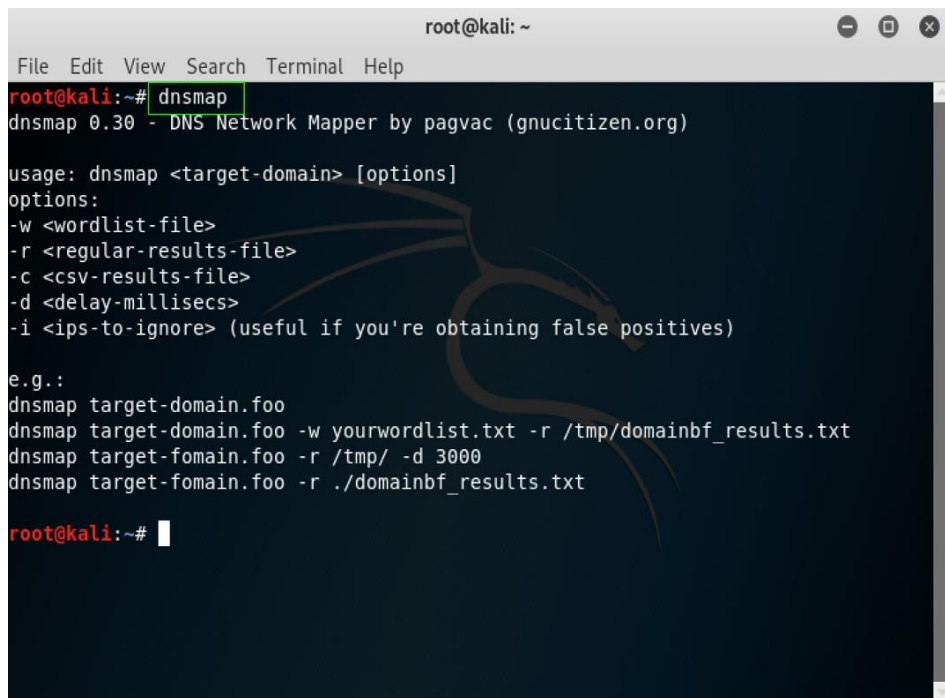 root@kali: ~
File Edit View Search Terminal Help
root@kali:~# dnsmap
dnsmap 0.30 - DNS Network Mapper by pagvac (gnucitizen.org)
usage: dnsmap <target-domain> [options]
options:
-w <wordlist-file>
-r <regular-results-file>
-c <csv-results-file>
-d <delay-millisecs>
-i <ips-to-ignore> (useful if you're obtaining false positives)
e.g.:
dnsmap target-domain.foo
dnsmap target-domain.foo -w yourwordlist.txt -r /tmp/domainbf_results.txt
dnsmap target-fomain.foo -r /tmp/ -d 3000
dnsmap target-fomain.foo -r ./domainbf_results.txt
root@kali:~#